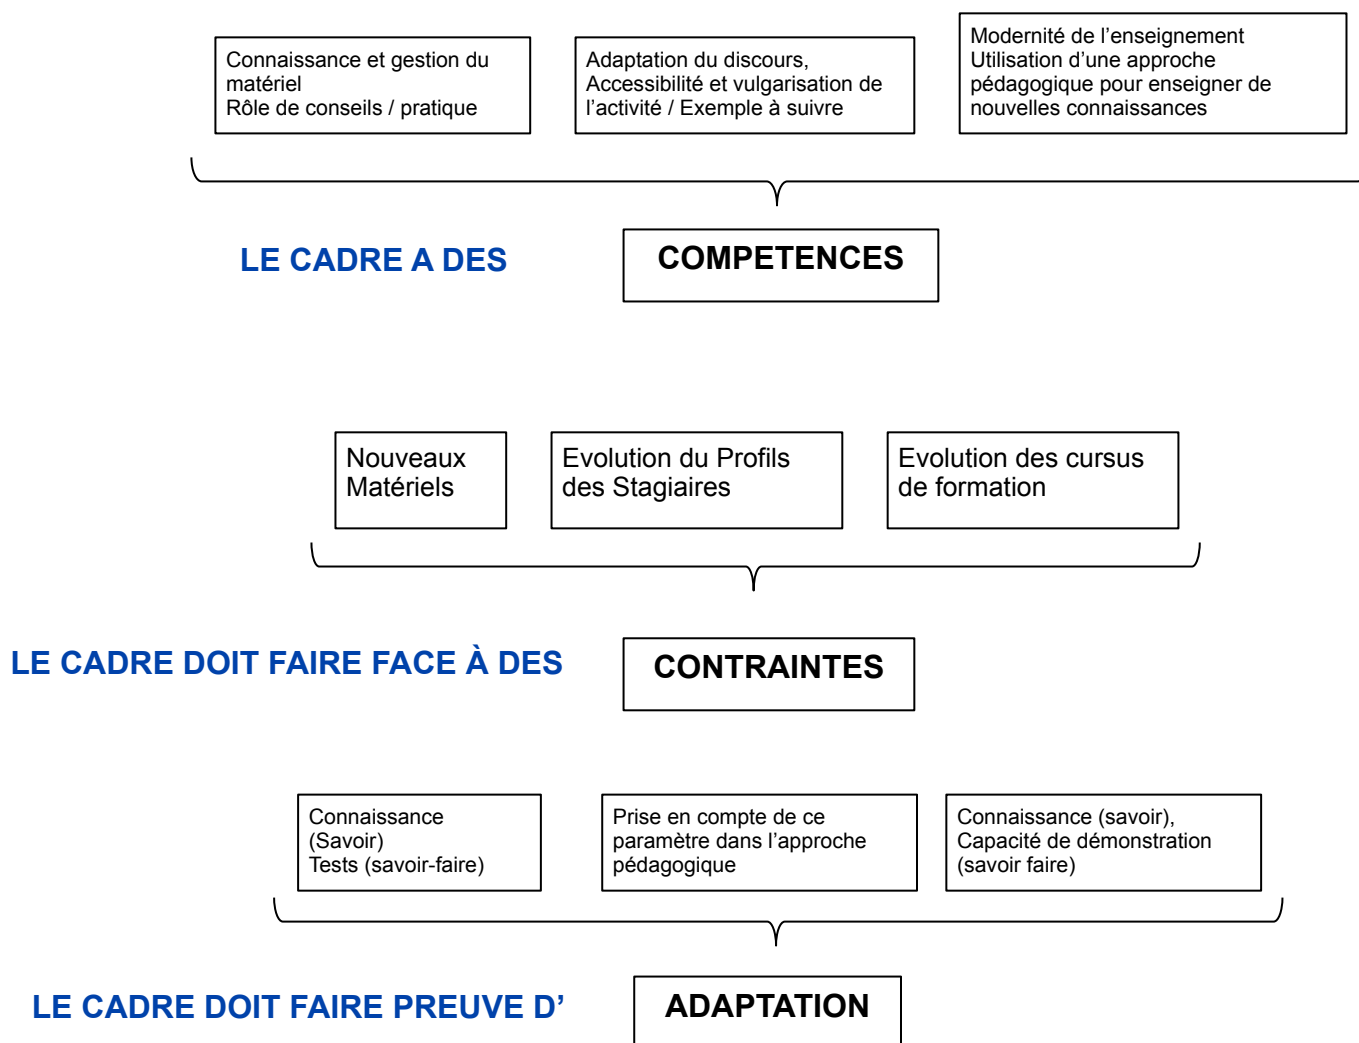 Connaissance et gestion du
matériel
Rôle de conseils / pratique
Adaptation du discours,
Accessibilité et vulgarisation de
l’activité / Exemple à suivre
Modernité de l’enseignement
Utilisation d’une approche
pédagogique pour enseigner de
nouvelles connaissances
LE CADRE A DES
COMPETENCES
Nouveaux
Matériels
Evolution du Profils
des Stagiaires
Evolution des cursus
de formation
LE CADRE DOIT FAIRE FACE À DES
CONTRAINTES
Connaissance
(Savoir)
Tests (savoir-faire)
Prise en compte de ce
paramètre dans l’approche
pédagogique
Connaissance (savoir),
Capacité de démonstration
(savoir faire)
LE CADRE DOIT FAIRE PREUVE D’
ADAPTATION